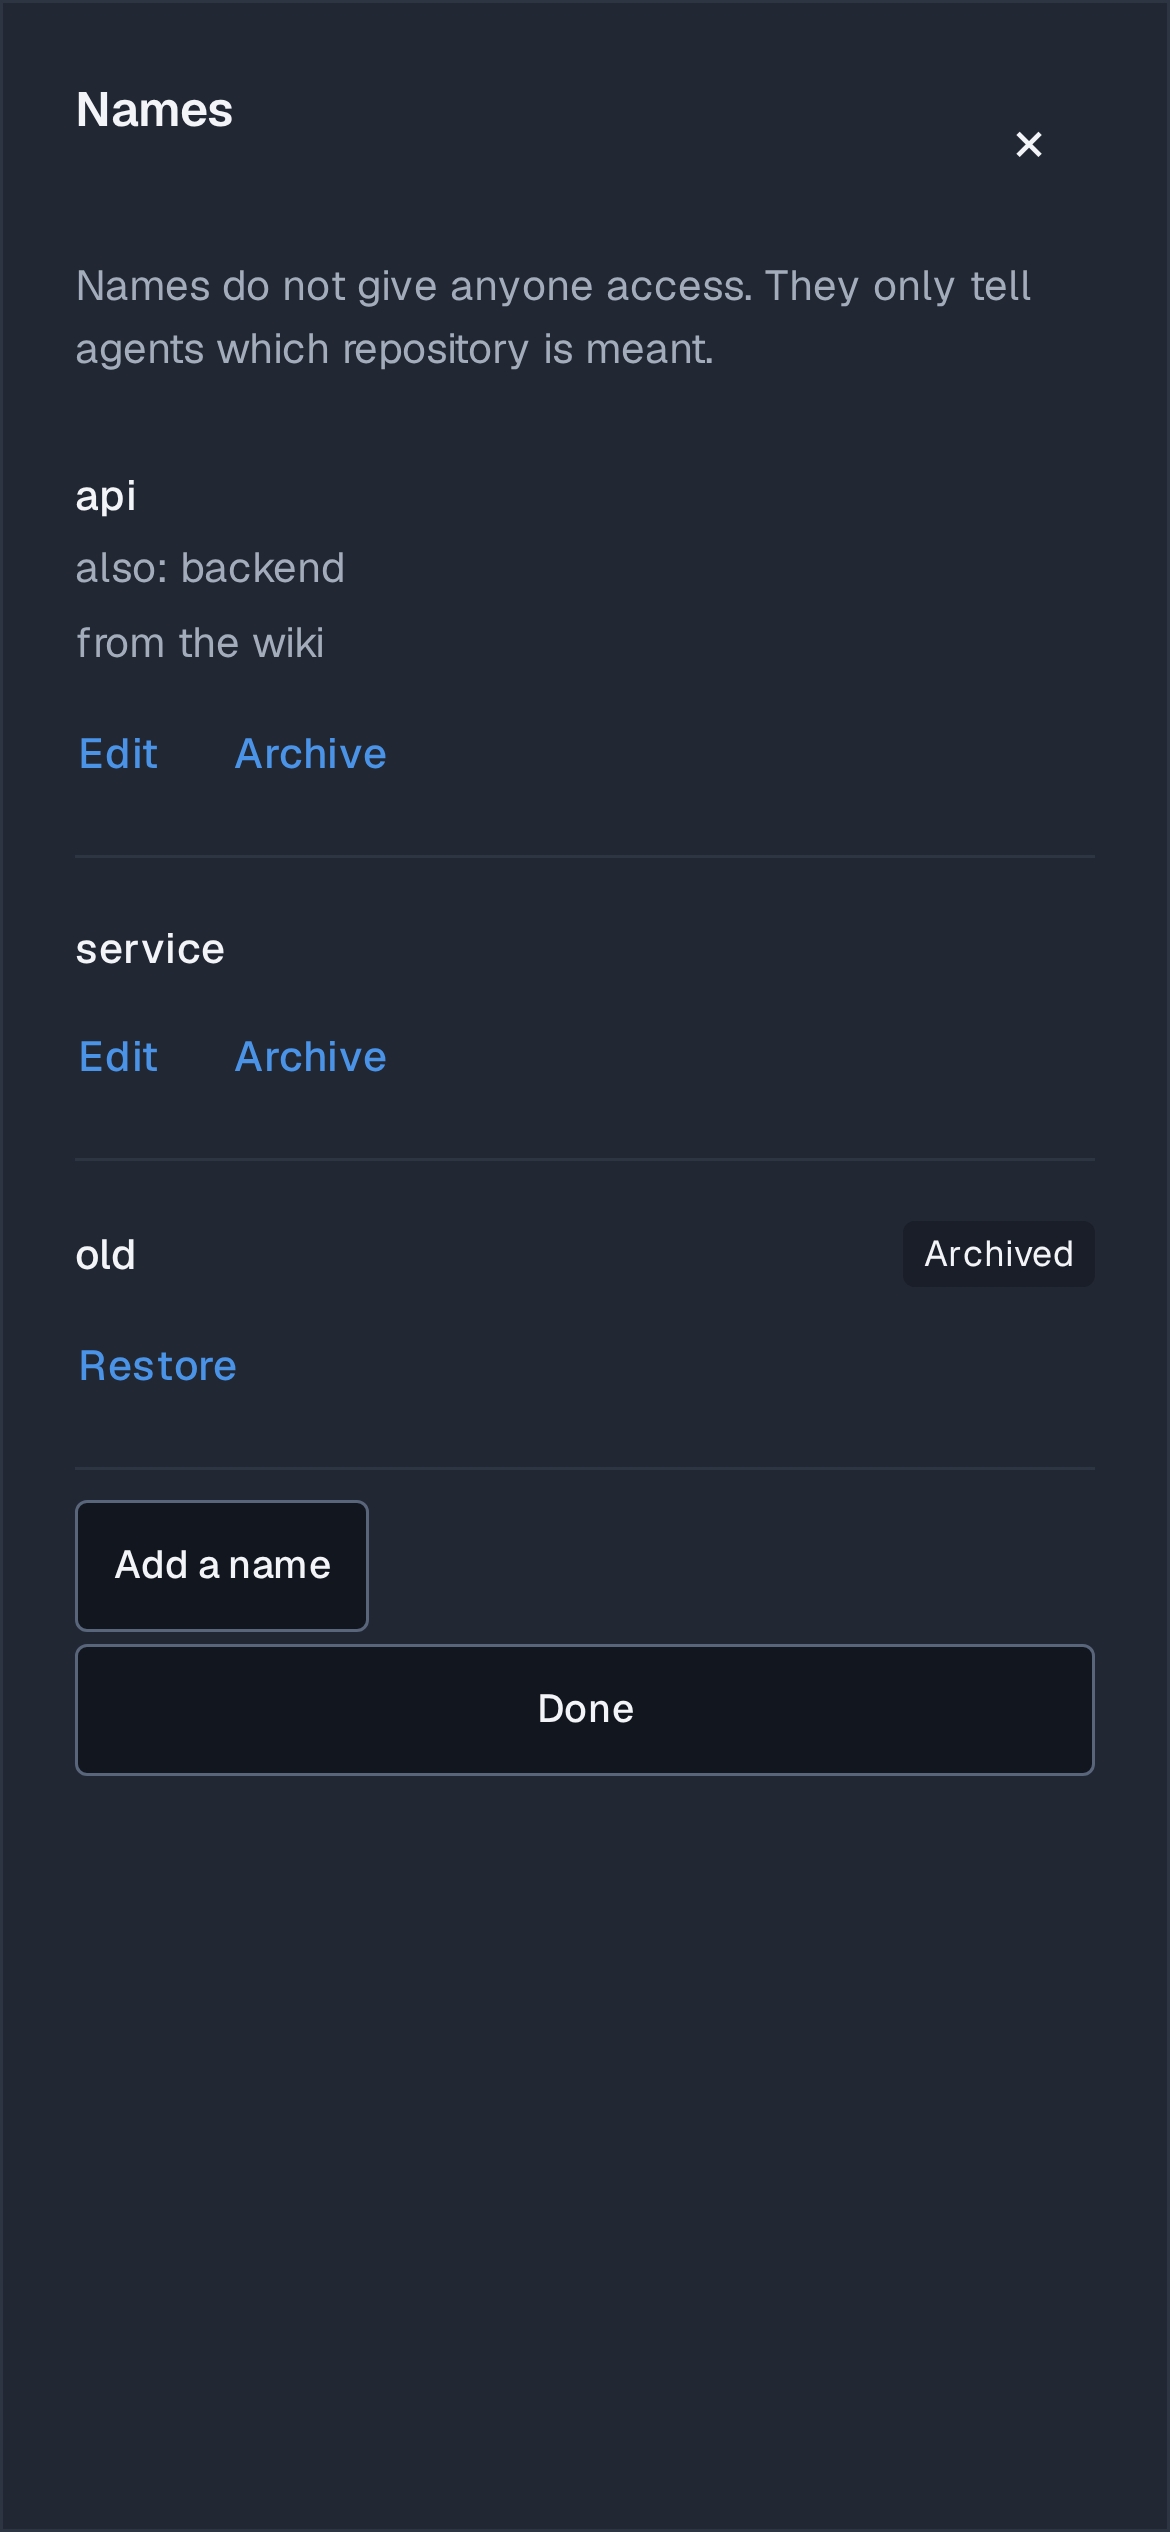 Names
×
Names do not give anyone access. They only tell
agents which repository is meant.
api
also: backend
from the wiki
Edit Archive
service
Edit Archive
old Archived
Restore
Add a name
Done